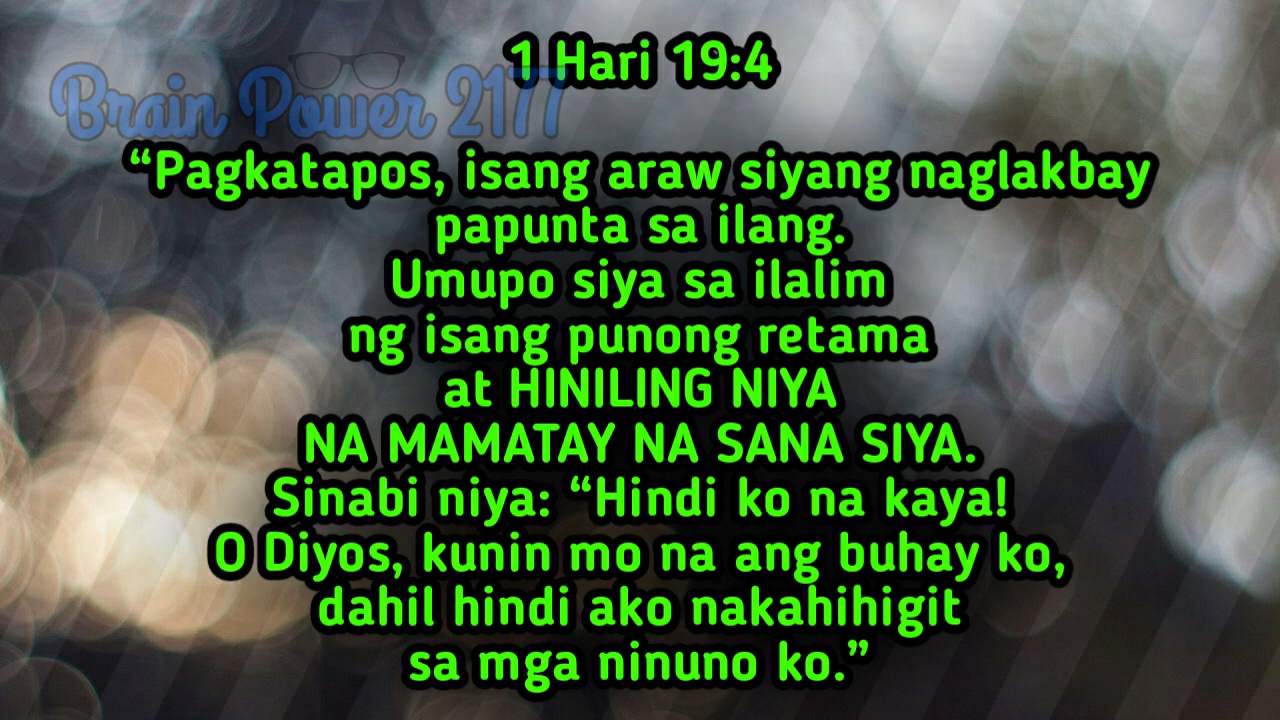 1 Hari 19:4
Brain Power 2177
“Pagkatapos, isang araw siyang naglakbay
papunta sa ilang.
Umupo siya sa ilalim
ng isang punong retama
at HINILING NIYA
NA MAMATAY NA SANA SIYA.
Sinabi niya: “Hindi ko na kaya!
O Diyos, kunin mo na ang buhay ko,
dahil hindi ako nakahihigit
sa mga ninuno ko.”